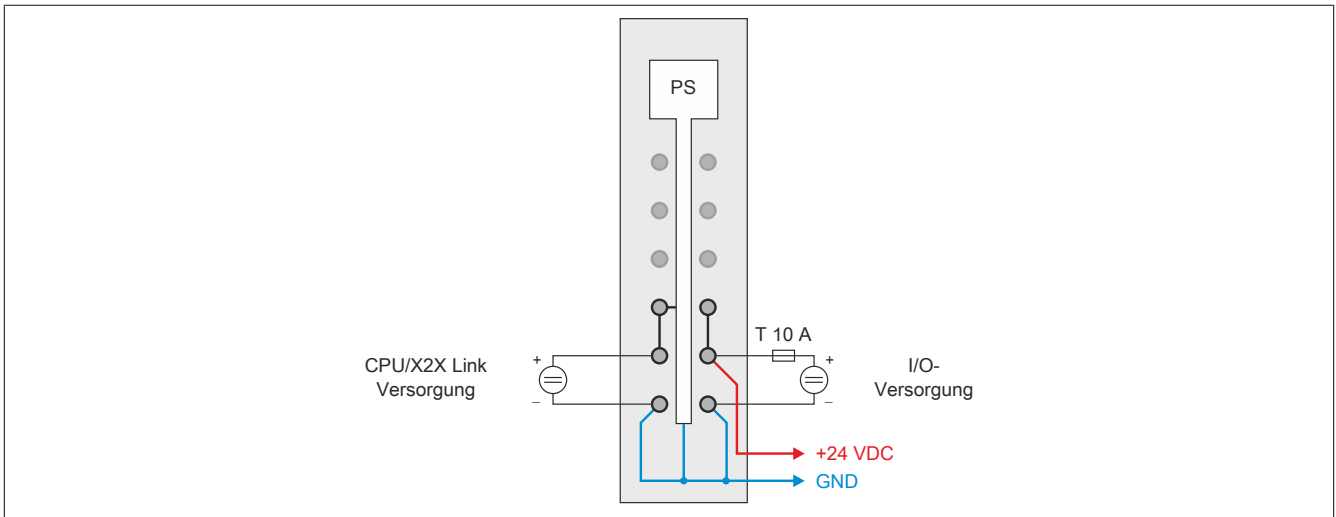 PS
T 10 A
CPU/X2X Link
Versorgung
+
–
+
–
I/O-
Versorgung
+24 VDC
GND